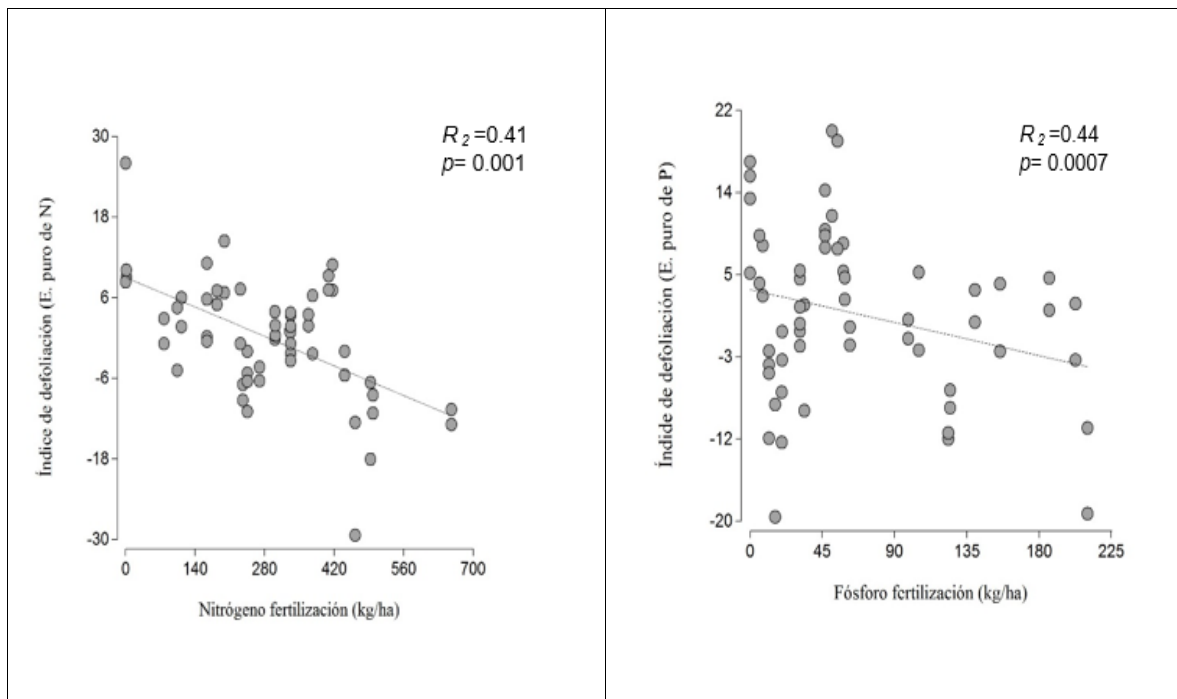 R₂ =0.41
p= 0.001
Índice de defoliación (E. puro de N)
30
18
6
-6
-18
-30
0 140 280 420 560 700
Nitrógeno fertilización (kg/ha)
R₂ =0.44
p= 0.0007
Índide de defoliación (E. puro de P)
22
14
5
-3
-12
-20
0 45 90 135 180 225
Fósforo fertilización (kg/ha)